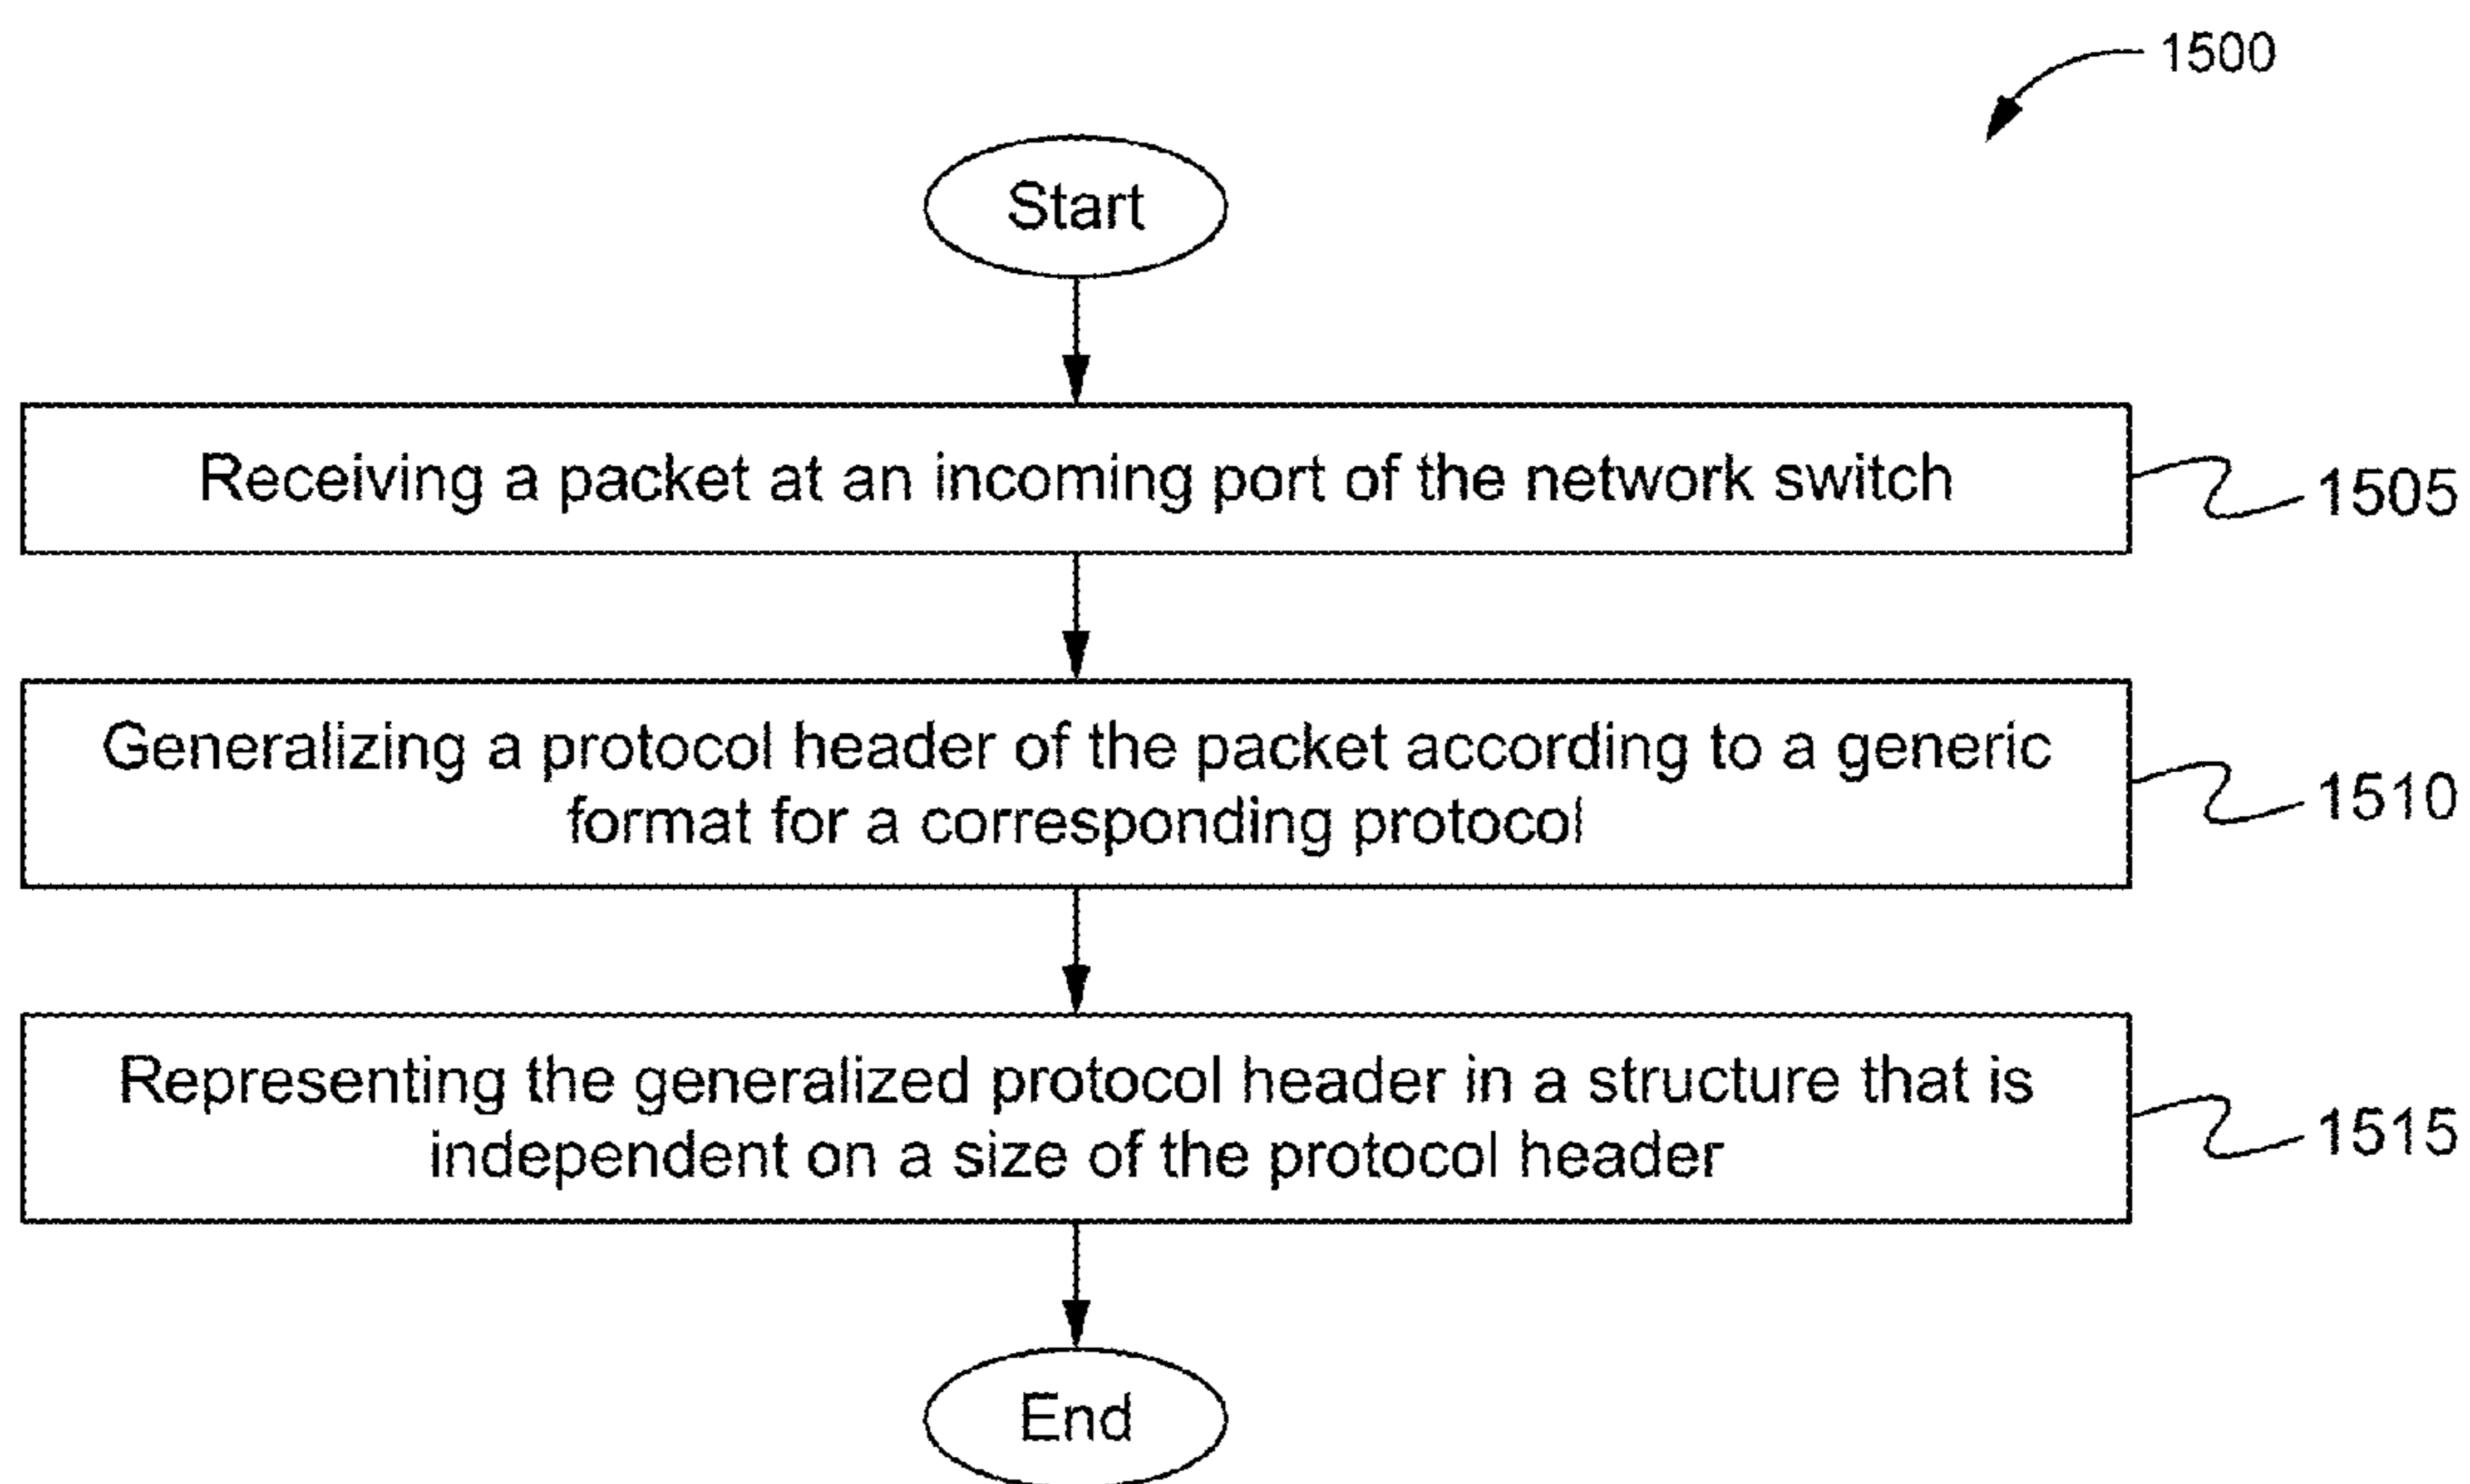 1500
Start
Receiving a packet at an incoming port of the network switch
1505
Generalizing a protocol header of the packet according to a generic
format for a corresponding protocol
1510
Representing the generalized protocol header in a structure that is
independent on a size of the protocol header
1515
End